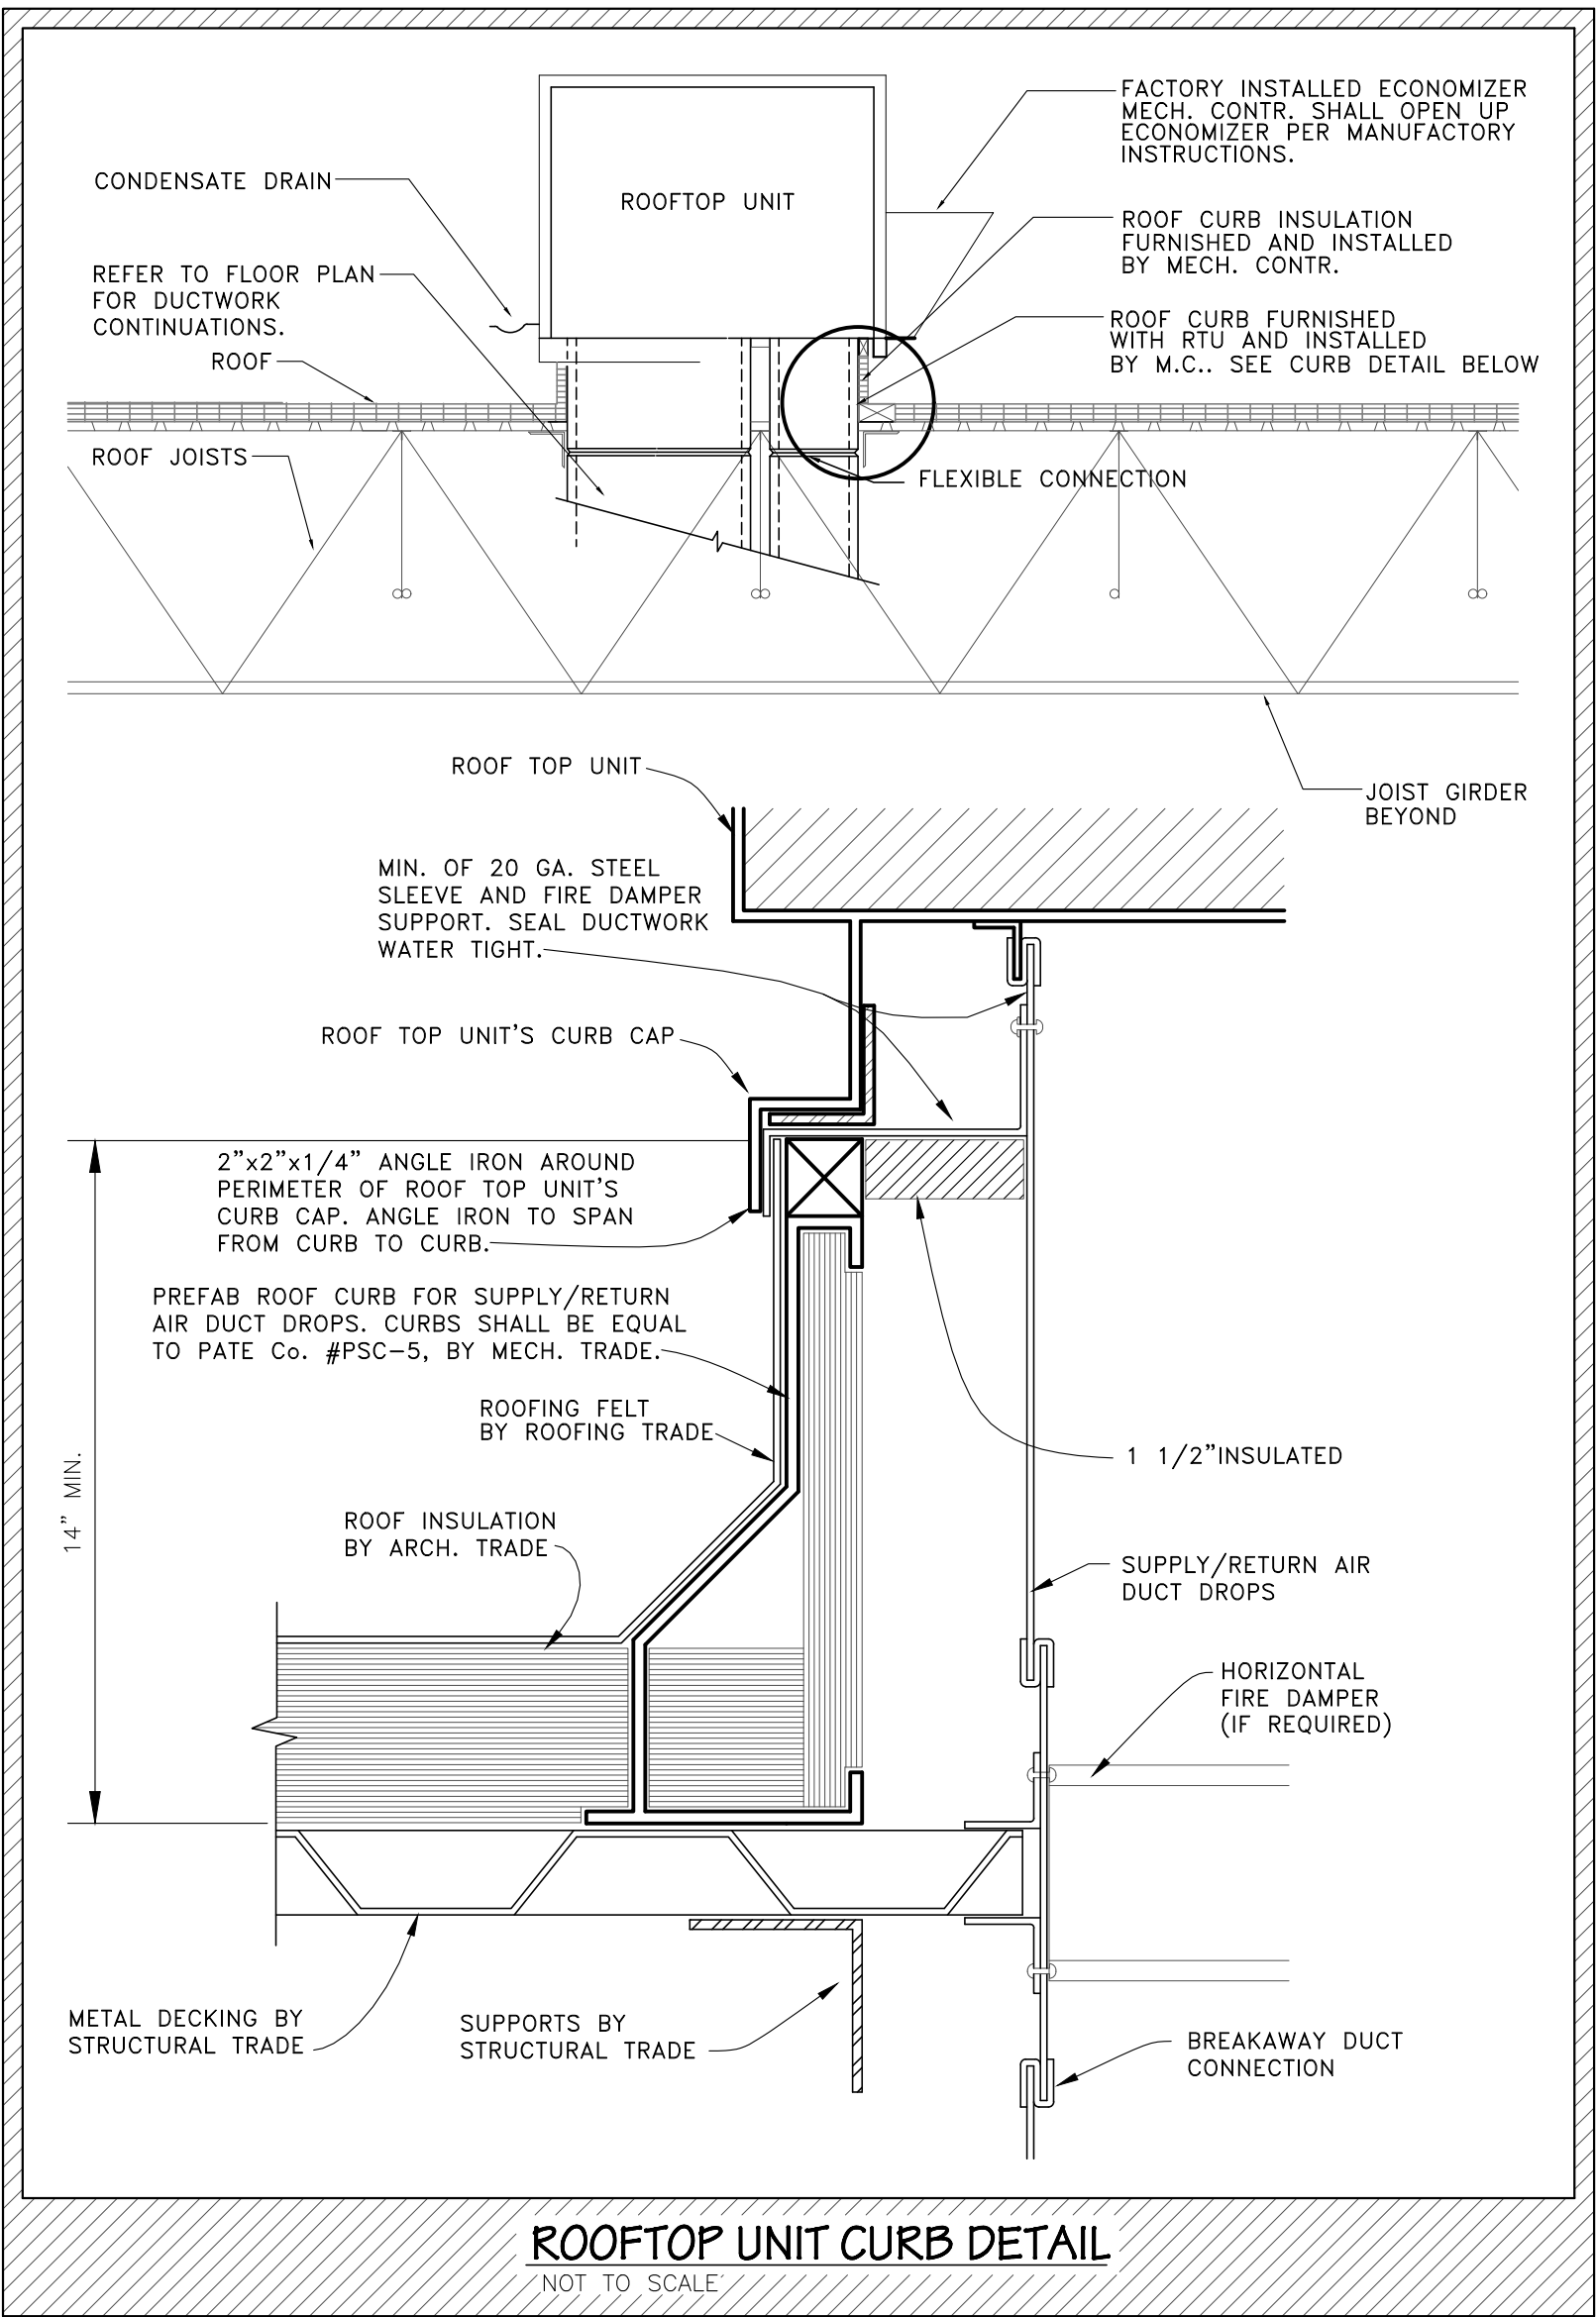 FACTORY INSTALLED ECONOMIZER
MECH. CONTR. SHALL OPEN UP
ECONOMIZER PER MANUFACTORY
INSTRUCTIONS.
CONDENSATE DRAIN
ROOFTOP UNIT
ROOF CURB INSULATION
FURNISHED AND INSTALLED
BY MECH. CONTR.
REFER TO FLOOR PLAN
FOR DUCTWORK
CONTINUATIONS.
ROOF CURB FURNISHED
WITH RTU AND INSTALLED
BY M.C.. SEE CURB DETAIL BELOW
ROOF
ROOF JOISTS
FLEXIBLE CONNECTION
ROOF TOP UNIT
JOIST GIRDER
BEYOND
MIN. OF 20 GA. STEEL
SLEEVE AND FIRE DAMPER
SUPPORT. SEAL DUCTWORK
WATER TIGHT.
ROOF TOP UNIT'S CURB CAP
2"x2"x1/4" ANGLE IRON AROUND
PERIMETER OF ROOF TOP UNIT'S
CURB CAP. ANGLE IRON TO SPAN
FROM CURB TO CURB.
PREFAB ROOF CURB FOR SUPPLY/RETURN
AIR DUCT DROPS. CURBS SHALL BE EQUAL
TO PATE Co. #PSC-5, BY MECH. TRADE.
ROOFING FELT
BY ROOFING TRADE
1 1/2"INSULATED
14" MIN.
ROOF INSULATION
BY ARCH. TRADE
SUPPLY/RETURN AIR
DUCT DROPS
HORIZONTAL
FIRE DAMPER
(IF REQUIRED)
METAL DECKING BY
STRUCTURAL TRADE
SUPPORTS BY
STRUCTURAL TRADE
BREAKAWAY DUCT
CONNECTION
ROOFTOP UNIT CURB DETAIL
NOT TO SCALE